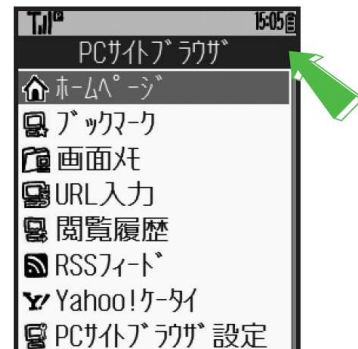 15:05
PCサイトブラウザ
ホームページ
ブックマーク
画面メモ
URL入力
閲覧履歴
RSSフィード
Yahoo!ケータイ
PCサイトブラウザ設定